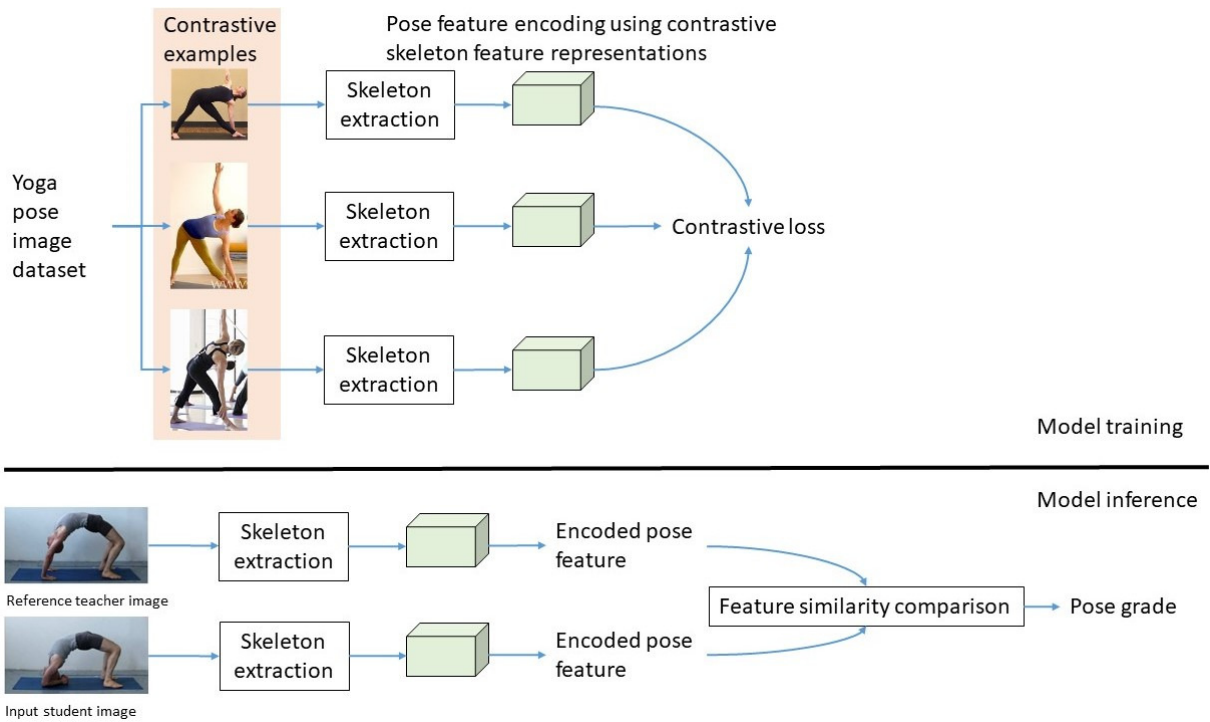 Contrastive
examples
Pose feature encoding using contrastive
skeleton feature representations
Skeleton
extraction
Yoga
pose
image
dataset
Skeleton
extraction
Contrastive loss
Skeleton
extraction
Model training
Model inference
Skeleton
extraction
Encoded pose
feature
Reference teacher image
Feature similarity comparison
Pose grade
Skeleton
extraction
Encoded pose
feature
Input student image